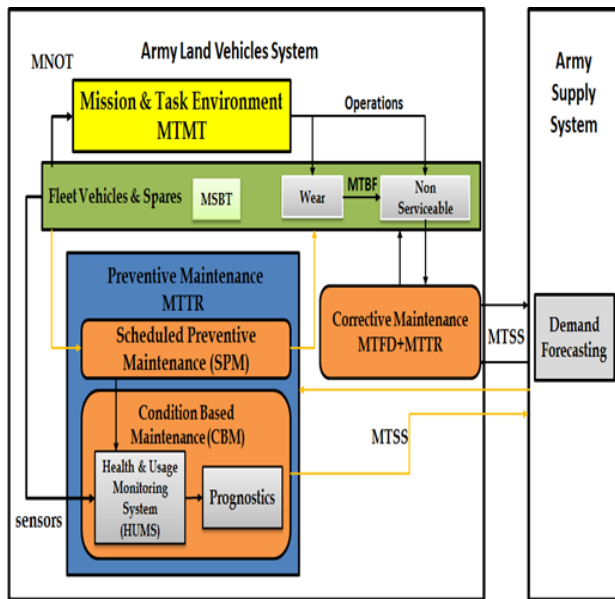 Army Land Vehicles System
Army
Supply
System
MNOT
Mission & Task Environment
MTMT
Operations
Fleet Vehicles & Spares
MSBT
Wear
MTBF
Non
Serviceable
Preventive Maintenance
MTTR
Scheduled Preventive
Maintenance (SPM)
Corrective Maintenance
MTFD+MTTR
MTSS
Demand
Forecasting
Condition Based
Maintenance (CBM)
MTSS
Health & Usage
Monitoring
System
(HUMS)
Prognostics
sensors